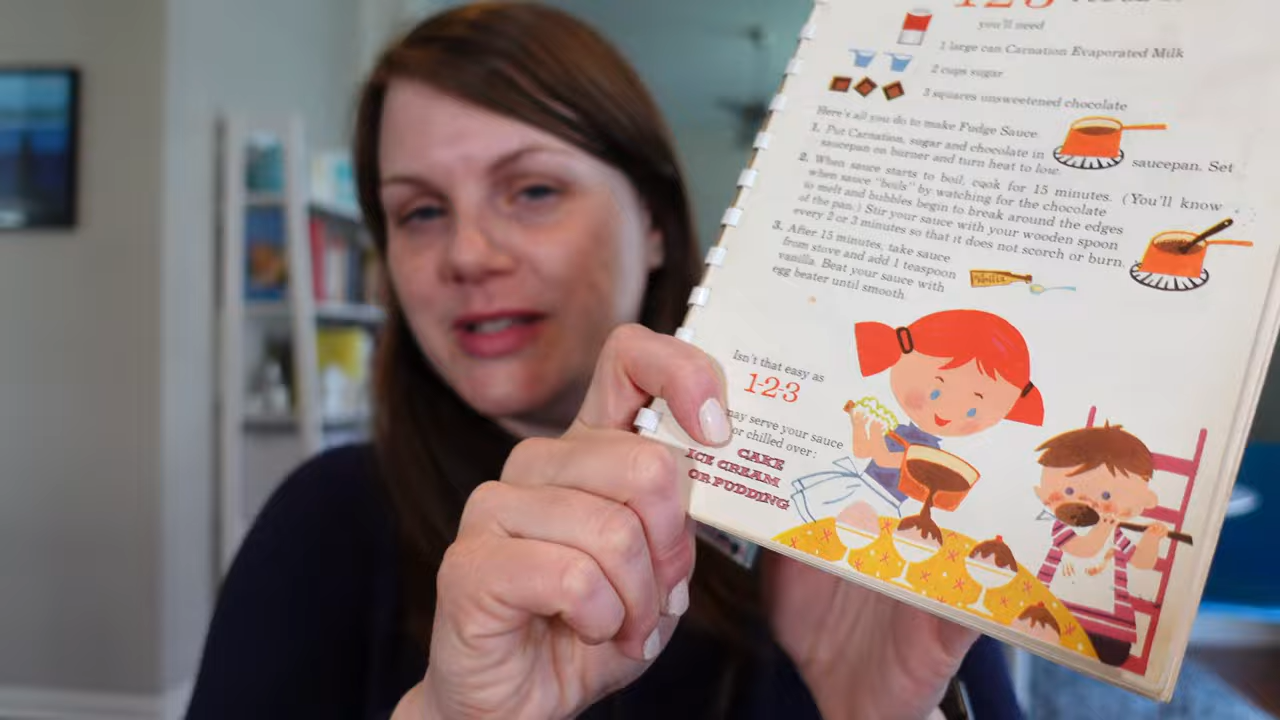 1-2-3
you'll need
1 large can Carnation Evaporated Milk
2 cups sugar
3 squares unsweetened chocolate
Here's all you do to make Fudge Sauce.
1. Put Carnation, sugar and chocolate in saucepan. Set
saucepan on burner and turn heat to low.
2. When sauce starts to boil, cook for 15 minutes. (You'll know
when sauce "boils" by watching for the chocolate
to melt and bubbles begin to break around the edges
of the pan.) Stir your sauce with your wooden spoon
every 2 or 3 minutes so that it does not scorch or burn.
3. After 15 minutes, take sauce
from stove and add 1 teaspoon
vanilla. Beat your sauce with
egg beater until smooth.
Vanilla
Isn't that easy as
1-2-3
may serve your sauce
or chilled over:
CAKE
ICE CREAM
OR PUDDING